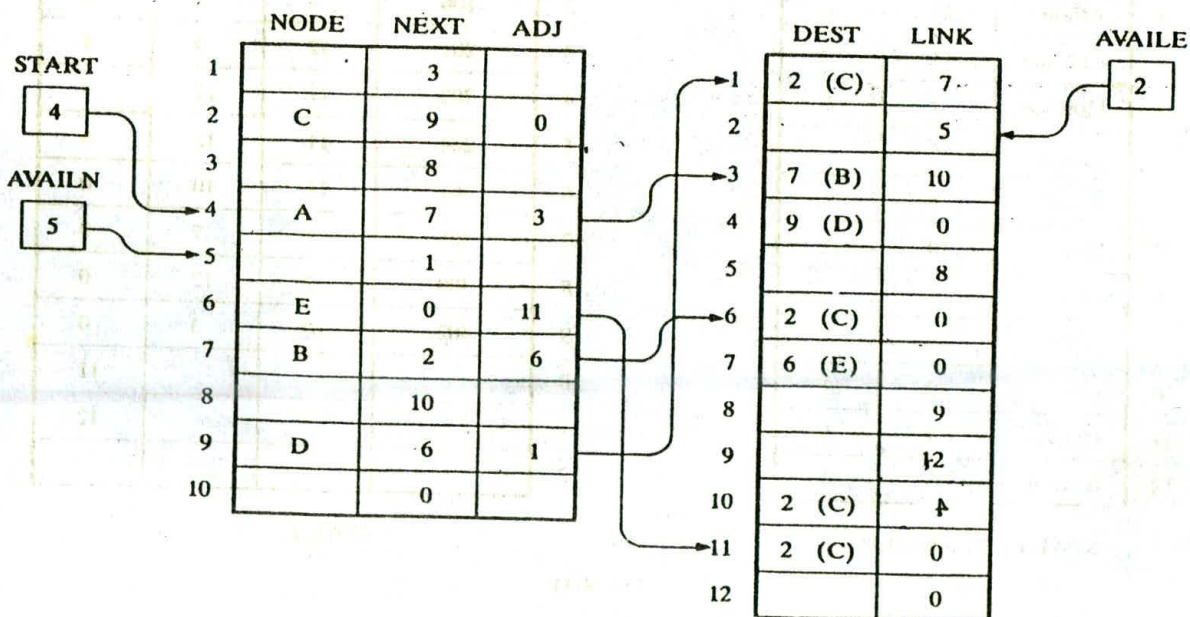 NODE NEXT ADJ
START
4
AVAILN
5
1 3
2 C 9 0
3 8
4 A 7 3
5 1
6 E 0 11
7 B 2 6
8 10
9 D 6 1
10 0
DEST LINK
AVAILE
2
1 2 (C) 7
2 5
3 7 (B) 10
4 9 (D) 0
5 8
6 2 (C) 0
7 6 (E) 0
8 9
9 12
10 2 (C) 4
11 2 (C) 0
12 0